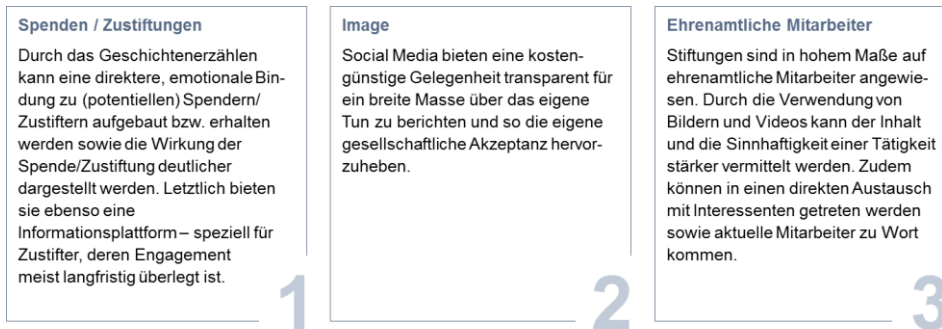 Spenden / Zustiftungen
Durch das Geschichtenerzählen
kann eine direktere, emotionale Bin-
dung zu (potentiellen) Spendern/
Zustiftern aufgebaut bzw. erhalten
werden sowie die Wirkung der
Spende/Zustiftung deutlicher
dargestellt werden. Letztlich bieten
sie ebenso eine
Informationsplattform – speziell für
Zustifter, deren Engagement
meist langfristig überlegt ist.
1
Image
Social Media bieten eine kosten-
günstige Gelegenheit transparent für
ein breite Masse über das eigene
Tun zu berichten und so die eigene
gesellschaftliche Akzeptanz hervor-
zuheben.
2
Ehrenamtliche Mitarbeiter
Stiftungen sind in hohem Maße auf
ehrenamtliche Mitarbeiter angewie-
sen. Durch die Verwendung von
Bildern und Videos kann der Inhalt
und die Sinnhaftigkeit einer Tätigkeit
stärker vermittelt werden. Zudem
können in einen direkten Austausch
mit Interessenten getreten werden
sowie aktuelle Mitarbeiter zu Wort
kommen.
3